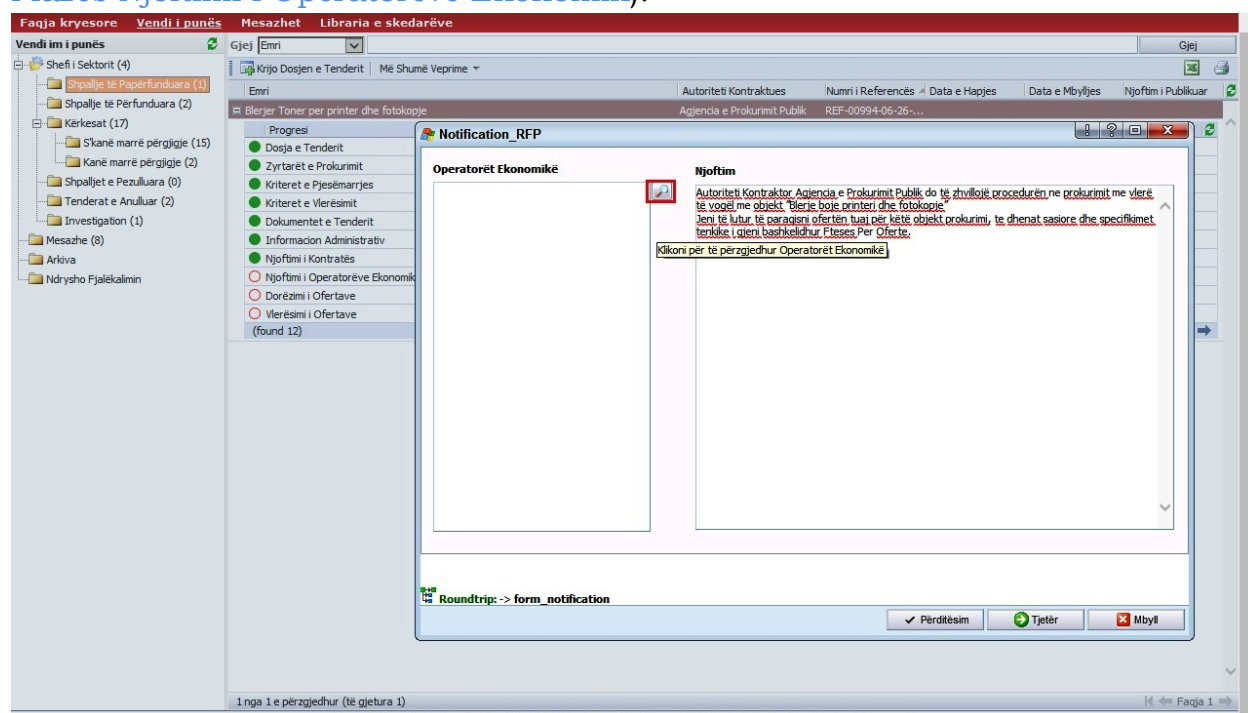 Fazës Njoftimi i Operatorëve Ekonomik).
Faqja kryesore Vendi i punës Mesazhet Libraria e skedarëve
Vendi im i punës
Gjej Emri Gjej
Shefi i Sektorit (4)
Shpallje të Papërfunduara (1)
Shpallje të Përfunduara (2)
Kërkesat (17)
S'kanë marrë përgjigje (15)
Kanë marrë përgjigje (2)
Shpalljet e Pezulluara (0)
Tenderat e Anulluar (2)
Investigation (1)
Mesazhe (8)
Arkiva
Ndrysho Fjalëkalimin
Krijo Dosjen e Tenderit Më Shumë Veprime
Emri Autoriteti Kontraktues Numri i Referencës Data e Hapjes Data e Mbylljes Njoftim i Publikuar
Blerjer Toner per printer dhe fotokopje Agjencia e Prokurimit Publik REF-00994-06-26-...
Progresi
Dosja e Tenderit
Zyrtarët e Prokurimit
Kriteret e Pjesëmarrjes
Kriteret e Vlerësimit
Dokumentet e Tenderit
Informacion Administrativ
Njoftimi i Kontratës
Njoftimi i Operatorëve Ekonomik
Dorëzimi i Ofertave
Vlerësimi i Ofertave
(found 12)
Notification_RFP
Operatorët Ekonomikë
Njoftim
Autoriteti Kontraktor Agjencia e Prokurimit Publik do të zhvillojë procedurën ne prokurimit me vlerë
të vogël me objekt "Blerje boje printeri dhe fotokopje"
Jeni të lutur të paragisni ofertën tuaj për këtë objekt prokurimi, te dhenat sasiore dhe specifikimet
tenkike i gjeni bashkelidhur Fteses Per Oferte.
Klikoni për të përzgjedhur Operatorët Ekonomikë
Roundtrip: -> form_notification
Përditësim Tjetër Mbyll
1 nga 1 e përzgjedhur (të gjetura 1) Faqja 1